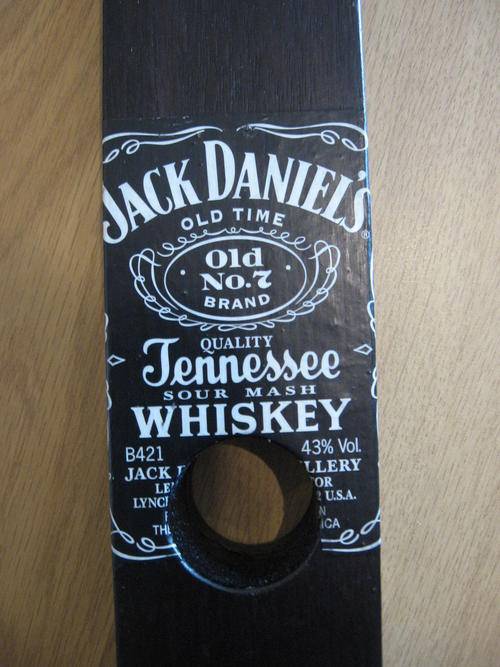 JACK DANIEL'S
®
OLD TIME
Old
No.7
BRAND
QUALITY
Tennessee
SOUR MASH
WHISKEY
B421 43% Vol.
JACK LLERY
U.S.A.